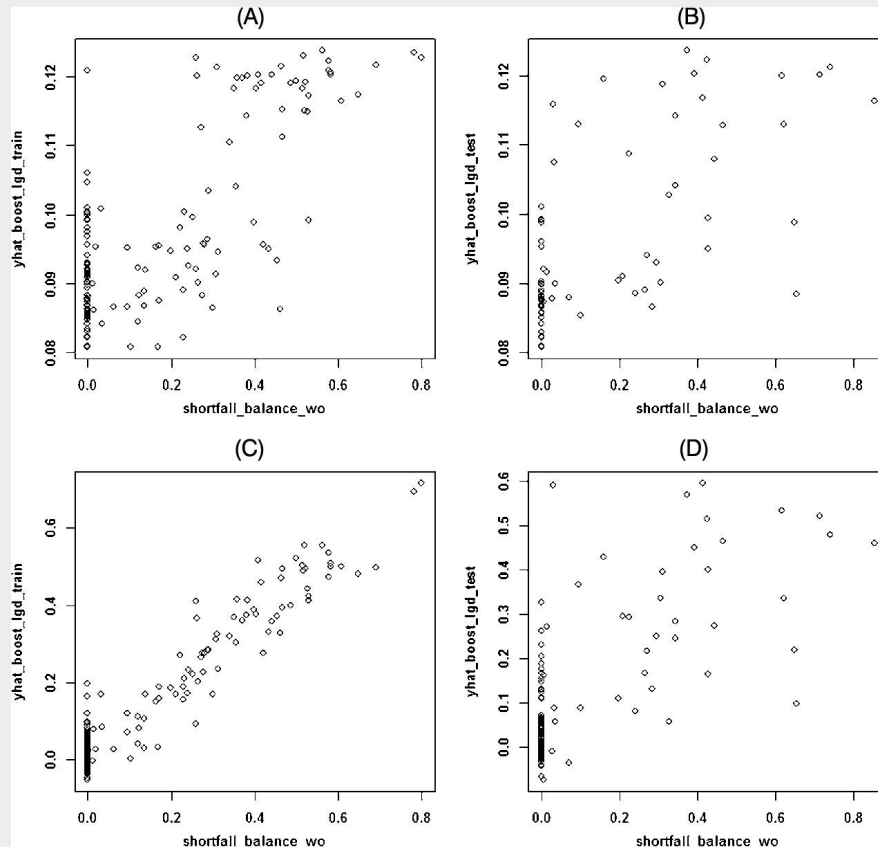 (A)
yhat_boost_lgd_train
0.12
0.11
0.10
0.09
0.08
0.0 0.2 0.4 0.6 0.8
shortfall_balance_wo
(B)
yhat_boost_lgd_test
0.12
0.11
0.10
0.09
0.08
0.0 0.2 0.4 0.6 0.8
shortfall_balance_wo
(C)
yhat_boost_lgd_train
0.6
0.4
0.2
0.0
0.0 0.2 0.4 0.6 0.8
shortfall_balance_wo
(D)
yhat_boost_lgd_test
0.6
0.5
0.4
0.3
0.2
0.1
0.0
0.0 0.2 0.4 0.6 0.8
shortfall_balance_wo